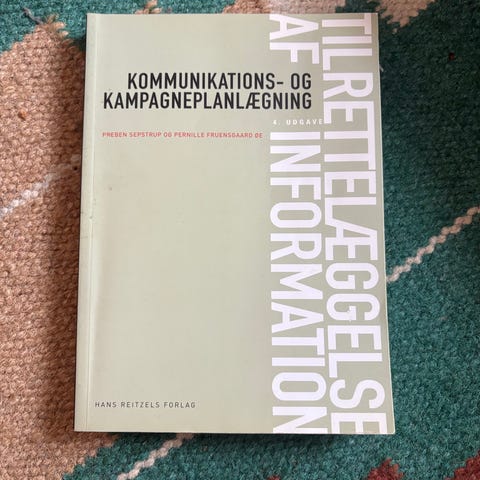 KOMMUNIKATIONS- OG
KAMPAGNEPLANLÆGNING
4. UDGAVE
PREBEN SEPSTRUP OG PERNILLE FRUENSGAARD ØE
TILRETTELÆGGELSE
AF INFORMATION
HANS REITZELS FORLAG